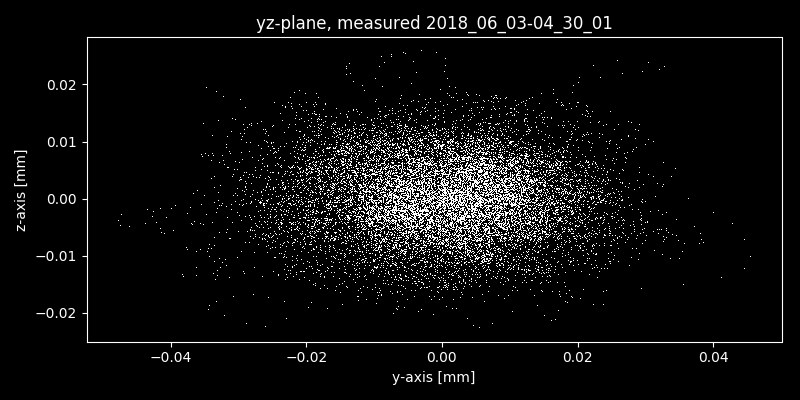 yz-plane, measured 2018_06_03-04_30_01
0.02
0.01
0.00
−0.01
−0.02
z-axis [mm]
−0.04 −0.02 0.00 0.02 0.04
y-axis [mm]